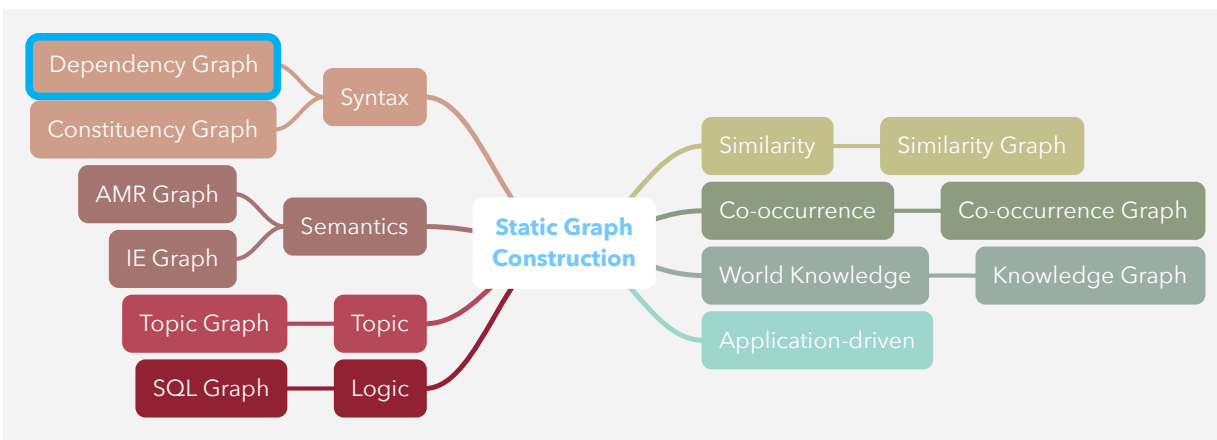 Dependency Graph
Constituency Graph
Syntax
AMR Graph
IE Graph
Semantics
Topic Graph
Topic
SQL Graph
Logic
Static Graph
Construction
Similarity
Similarity Graph
Co-occurrence
Co-occurrence Graph
World Knowledge
Knowledge Graph
Application-driven